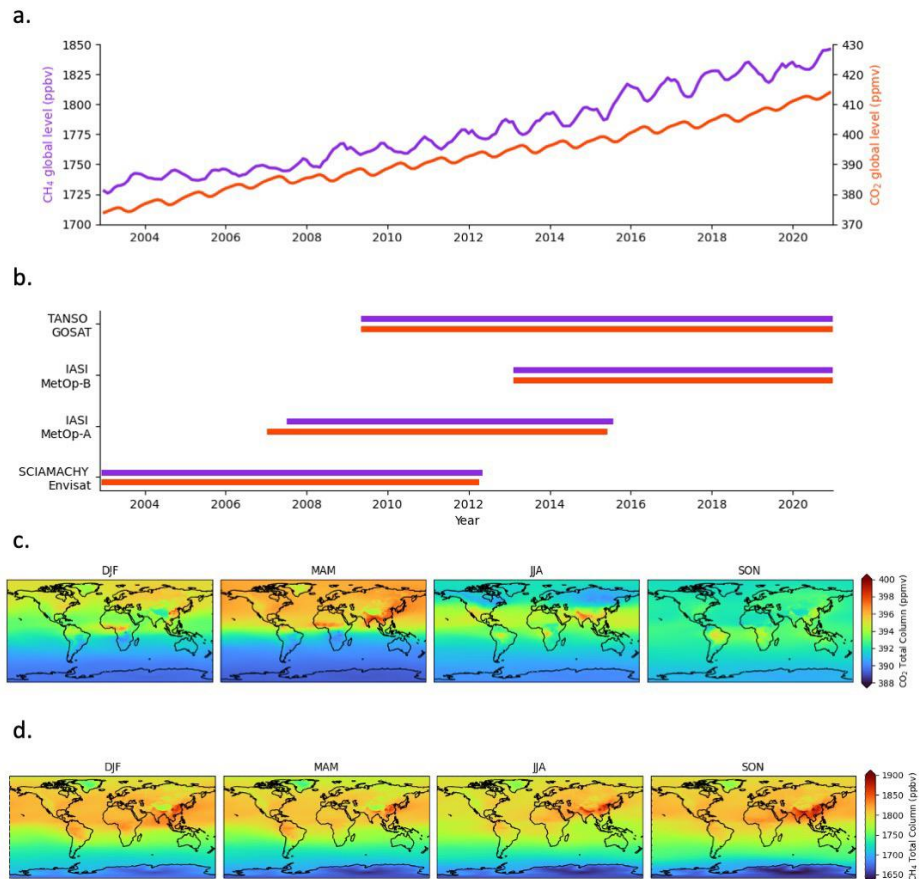 a.
CH₄ global level (ppbv)
1850
1825
1800
1775
1750
1725
1700
CO₂ global level (ppmv)
430
420
410
400
390
380
370
2004 2006 2008 2010 2012 2014 2016 2018 2020
b.
TANSO
GOSAT
IASI
MetOp-B
IASI
MetOp-A
SCIAMACHY
Envisat
2004 2006 2008 2010 2012 2014 2016 2018 2020
Year
c.
DJF MAM JJA SON
400
398
396
394
392
390
388
CO₂ Total Column (ppmv)
d.
DJF MAM JJA SON
1900
1850
1800
1750
1700
1650
CH₄ Total Column (ppbv)